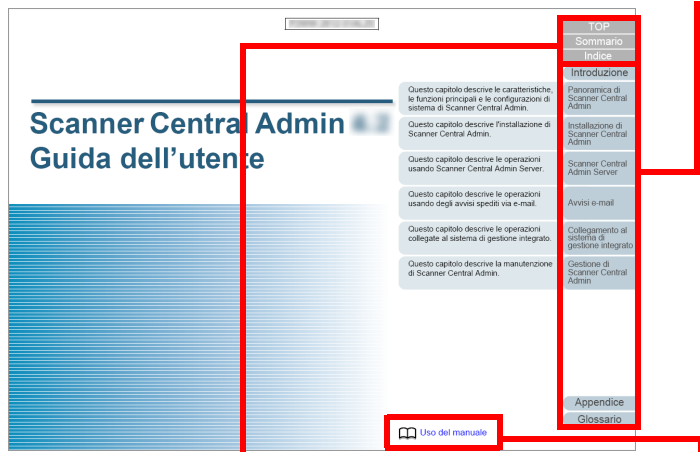 TOP
Sommario
Indice
Introduzione
Scanner Central Admin
Guida dell’utente
Questo capitolo descrive le caratteristiche,
le funzioni principali e le configurazioni di
sistema di Scanner Central Admin.
Panoramica di
Scanner Central
Admin
Questo capitolo descrive l'installazione di
Scanner Central Admin.
Installazione di
Scanner Central
Admin
Questo capitolo descrive le operazioni
usando Scanner Central Admin Server.
Scanner Central
Admin Server
Questo capitolo descrive le operazioni
usando degli avvisi spediti via e-mail.
Avvisi e-mail
Questo capitolo descrive le operazioni
collegate al sistema di gestione integrato.
Collegamento al
sistema di
gestione integrato
Questo capitolo descrive la manutenzione
di Scanner Central Admin.
Gestione di
Scanner Central
Admin
Appendice
Glossario
Uso del manuale